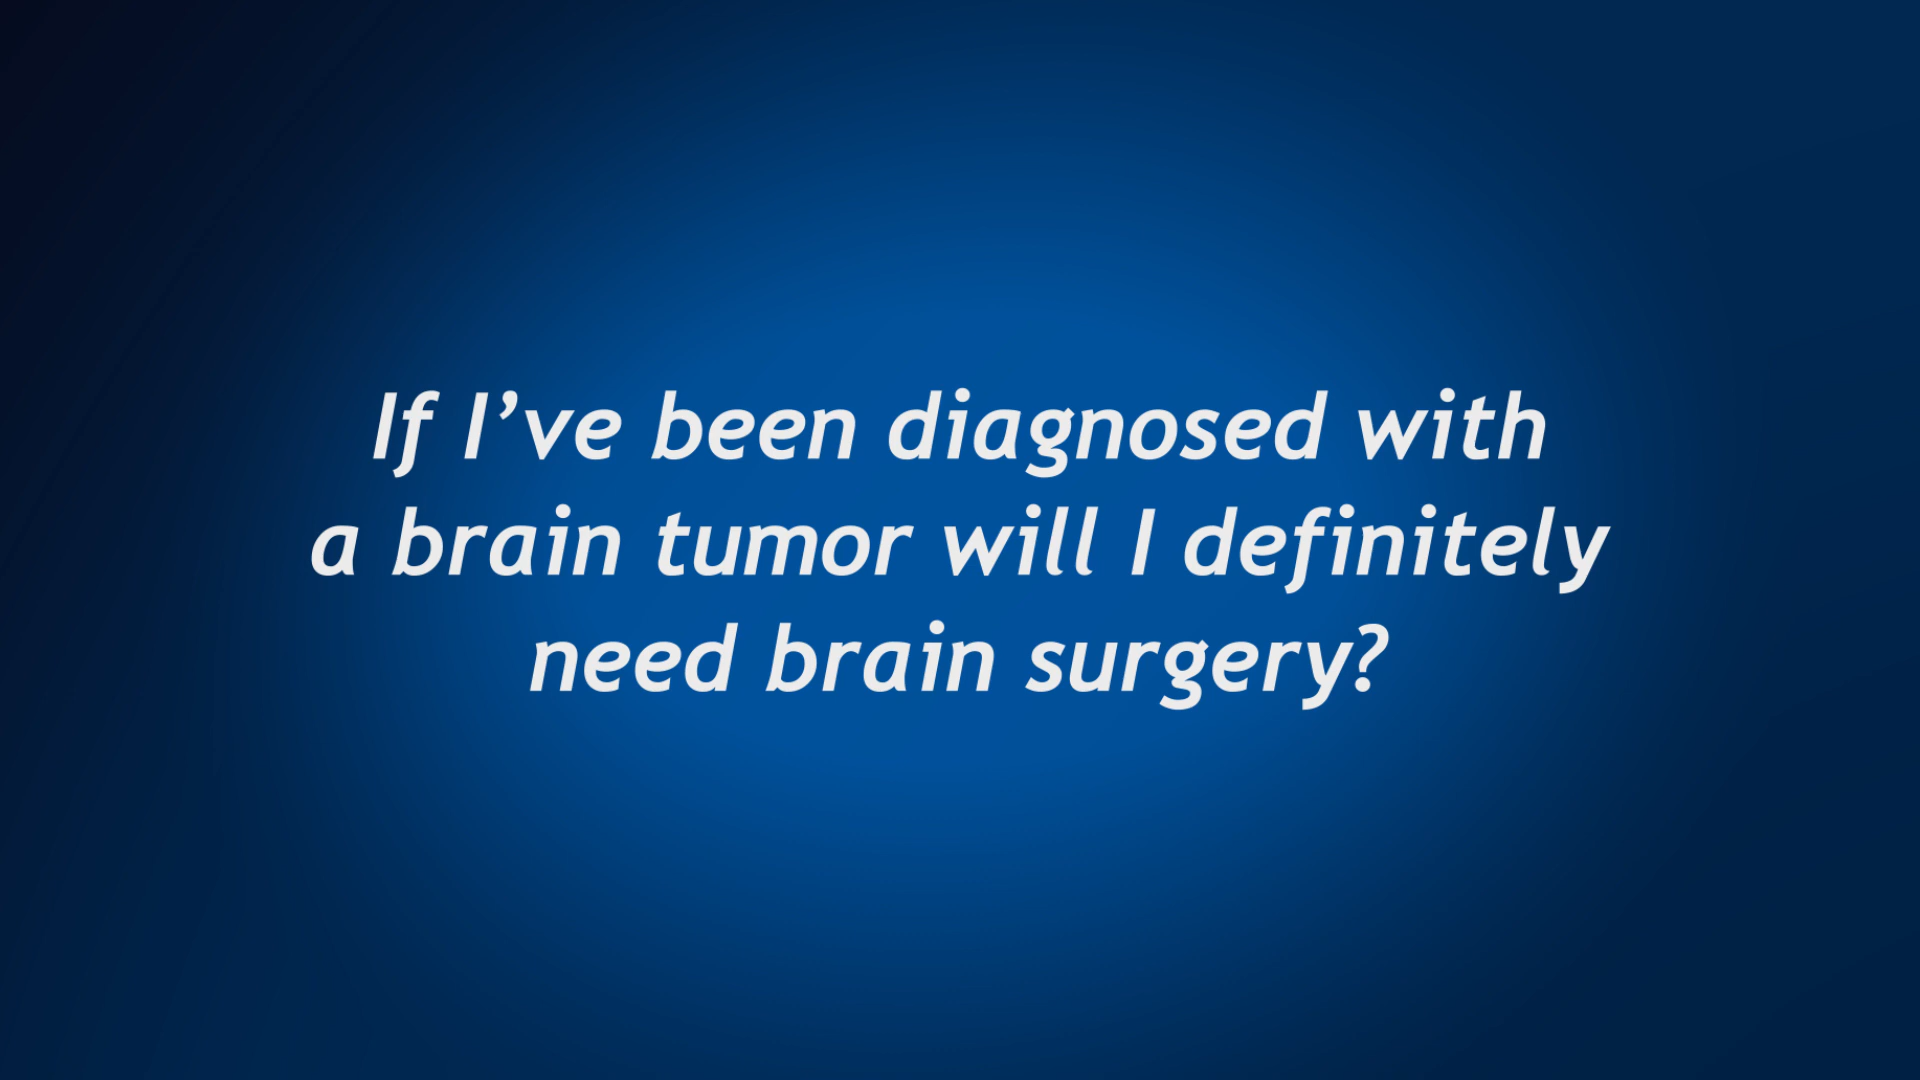 If I’ve been diagnosed with
a brain tumor will I definitely
need brain surgery?